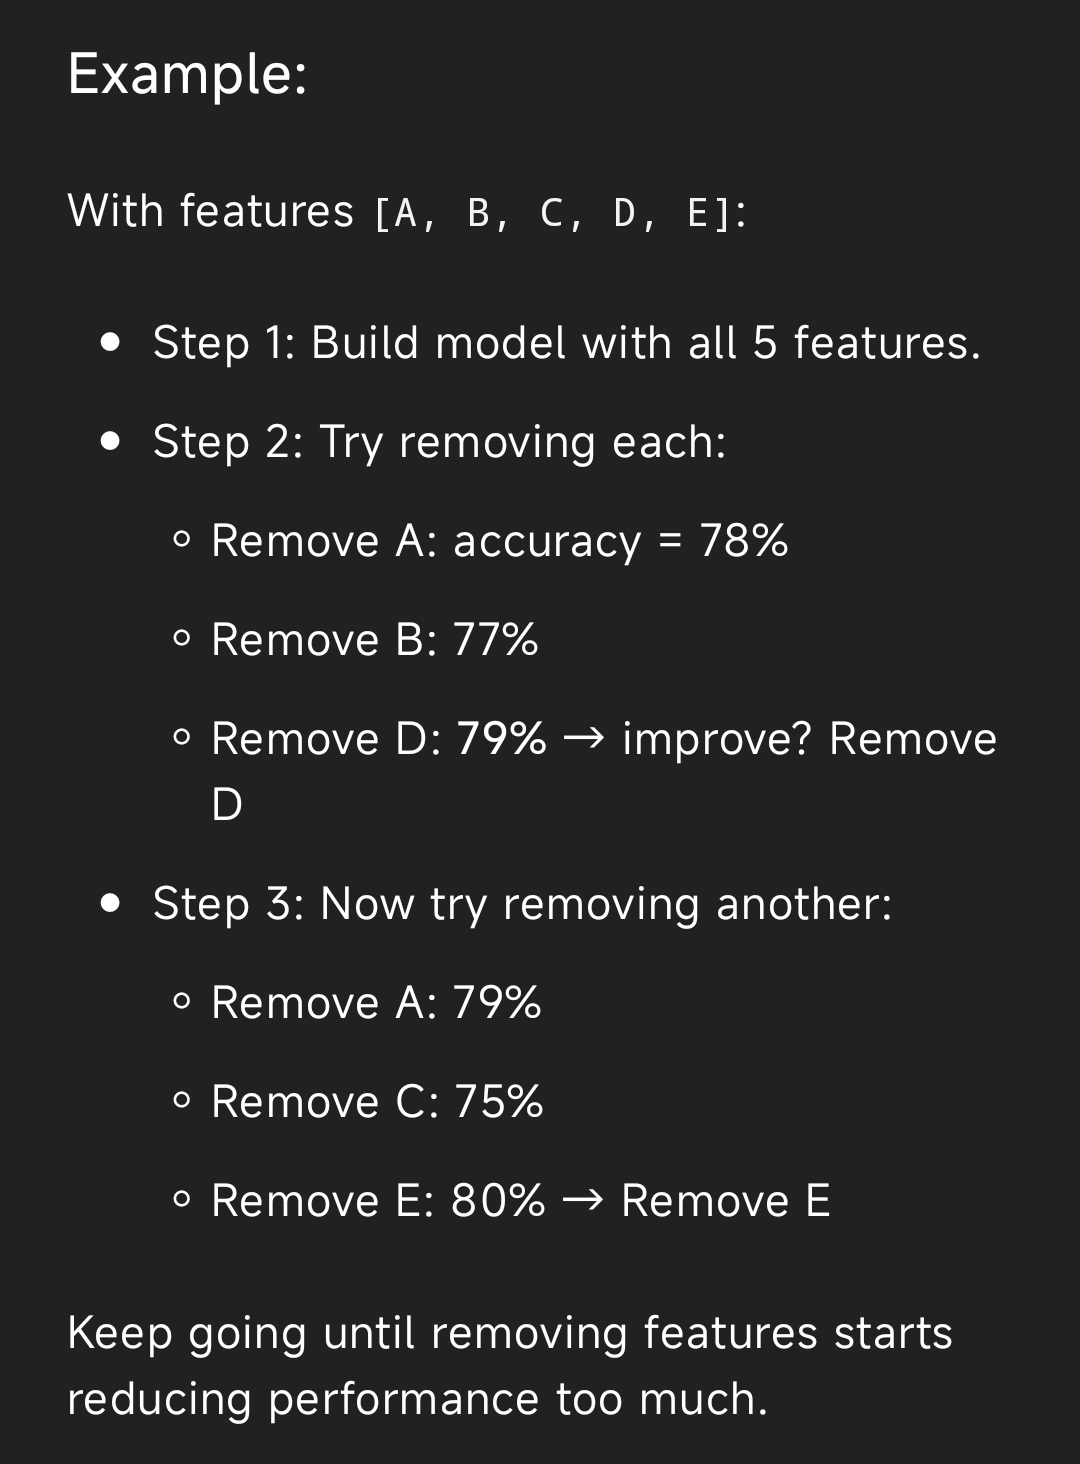 Example:
With features [A, B, C, D, E]:
● Step 1: Build model with all 5 features.
● Step 2: Try removing each:
○ Remove A: accuracy = 78%
○ Remove B: 77%
○ Remove D: 79% → improve? Remove
D
● Step 3: Now try removing another:
○ Remove A: 79%
○ Remove C: 75%
○ Remove E: 80% → Remove E
Keep going until removing features starts
reducing performance too much.